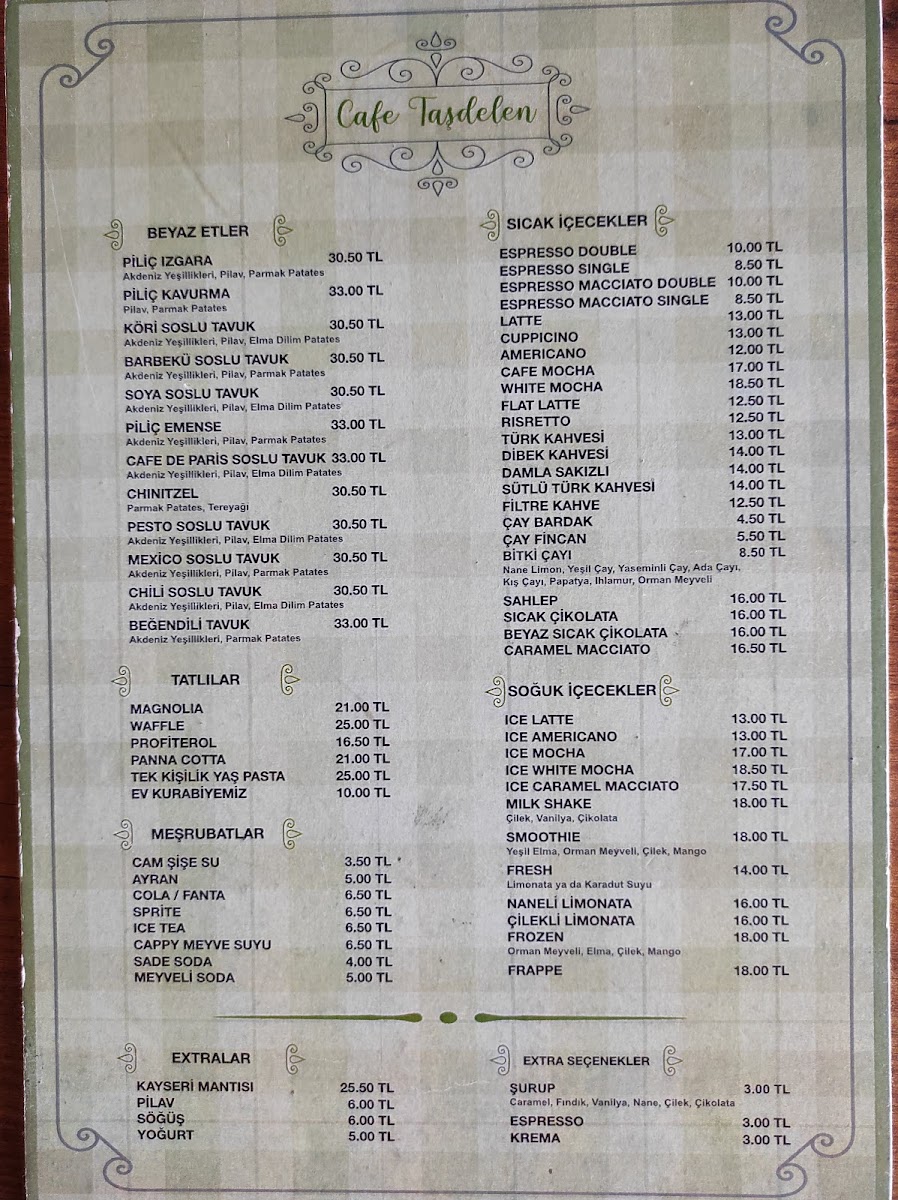 Cafe Taşdelen
BEYAZ ETLER
PİLİÇ IZGARA 30.50 TL
Akdeniz Yeşillikleri, Pilav, Parmak Patates
PİLİÇ KAVURMA 33.00 TL
Pilav, Parmak Patates
KÖRİ SOSLU TAVUK 30.50 TL
Akdeniz Yeşillikleri, Pilav, Elma Dilim Patates
BARBEKÜ SOSLU TAVUK 30.50 TL
Akdeniz Yeşillikleri, Pilav, Parmak Patates
SOYA SOSLU TAVUK 30.50 TL
Akdeniz Yeşillikleri, Pilav, Elma Dilim Patates
PİLİÇ EMENSE 33.00 TL
Akdeniz Yeşillikleri, Pilav, Parmak Patates
CAFE DE PARİS SOSLU TAVUK 33.00 TL
Akdeniz Yeşillikleri, Pilav, Elma Dilim Patates
CHINITZEL 30.50 TL
Parmak Patates, Tereyağı
PESTO SOSLU TAVUK 30.50 TL
Akdeniz Yeşillikleri, Pilav, Elma Dilim Patates
MEXİCO SOSLU TAVUK 30.50 TL
Akdeniz Yeşillikleri, Pilav, Parmak Patates
CHILI SOSLU TAVUK 30.50 TL
Akdeniz Yeşillikleri, Pilav, Elma Dilim Patates
BEĞENDİLİ TAVUK 33.00 TL
Akdeniz Yeşillikleri, Parmak Patates
TATLILAR
MAGNOLIA 21.00 TL
WAFFLE 25.00 TL
PROFİTEROL 16.50 TL
PANNA COTTA 21.00 TL
TEK KİŞİLİK YAŞ PASTA 25.00 TL
EV KURABİYEMİZ 10.00 TL
MEŞRUBATLAR
CAM ŞİŞE SU 3.50 TL
AYRAN 5.00 TL
COLA / FANTA 6.50 TL
SPRİTE 6.50 TL
ICE TEA 6.50 TL
CAPPY MEYVE SUYU 6.50 TL
SADE SODA 4.00 TL
MEYVELİ SODA 5.00 TL
SICAK İÇECEKLER
ESPRESSO DOUBLE 10.00 TL
ESPRESSO SINGLE 8.50 TL
ESPRESSO MACCIATO DOUBLE 10.00 TL
ESPRESSO MACCIATO SINGLE 8.50 TL
LATTE 13.00 TL
CUPPICINO 13.00 TL
AMERICANO 12.00 TL
CAFE MOCHA 17.00 TL
WHITE MOCHA 18.50 TL
FLAT LATTE 12.50 TL
RISRETTO 12.50 TL
TÜRK KAHVESİ 13.00 TL
DİBEK KAHVESİ 14.00 TL
DAMLA SAKIZLI 14.00 TL
SÜTLÜ TÜRK KAHVESİ 14.00 TL
FİLTRE KAHVE 12.50 TL
ÇAY BARDAK 4.50 TL
ÇAY FİNCAN 5.50 TL
BİTKİ ÇAYI 8.50 TL
Nane Limon, Yeşil Çay, Yaseminli Çay, Ada Çayı,
Kış Çayı, Papatya, Ihlamur, Orman Meyveli
SAHLEP 16.00 TL
SICAK ÇİKOLATA 16.00 TL
BEYAZ SICAK ÇİKOLATA 16.00 TL
CARAMEL MACCIATO 16.50 TL
SOĞUK İÇECEKLER
ICE LATTE 13.00 TL
ICE AMERICANO 13.00 TL
ICE MOCHA 17.00 TL
ICE WHITE MOCHA 18.50 TL
ICE CARAMEL MACCIATO 17.50 TL
MILK SHAKE 18.00 TL
Çilek, Vanilya, Çikolata
SMOOTHIE 18.00 TL
Yeşil Elma, Orman Meyveli, Çilek, Mango
FRESH 14.00 TL
Limonata ya da Karadut Suyu
NANELİ LİMONATA 16.00 TL
ÇİLEKLİ LİMONATA 16.00 TL
FROZEN 18.00 TL
Orman Meyveli, Elma, Çilek, Mango
FRAPPE 18.00 TL
EXTRALAR
KAYSERİ MANTISI 25.50 TL
PİLAV 6.00 TL
SÖĞÜŞ 6.00 TL
YOĞURT 5.00 TL
EXTRA SEÇENEKLER
ŞURUP 3.00 TL
Caramel, Fındık, Vanilya, Nane, Çilek, Çikolata
ESPRESSO 3.00 TL
KREMA 3.00 TL